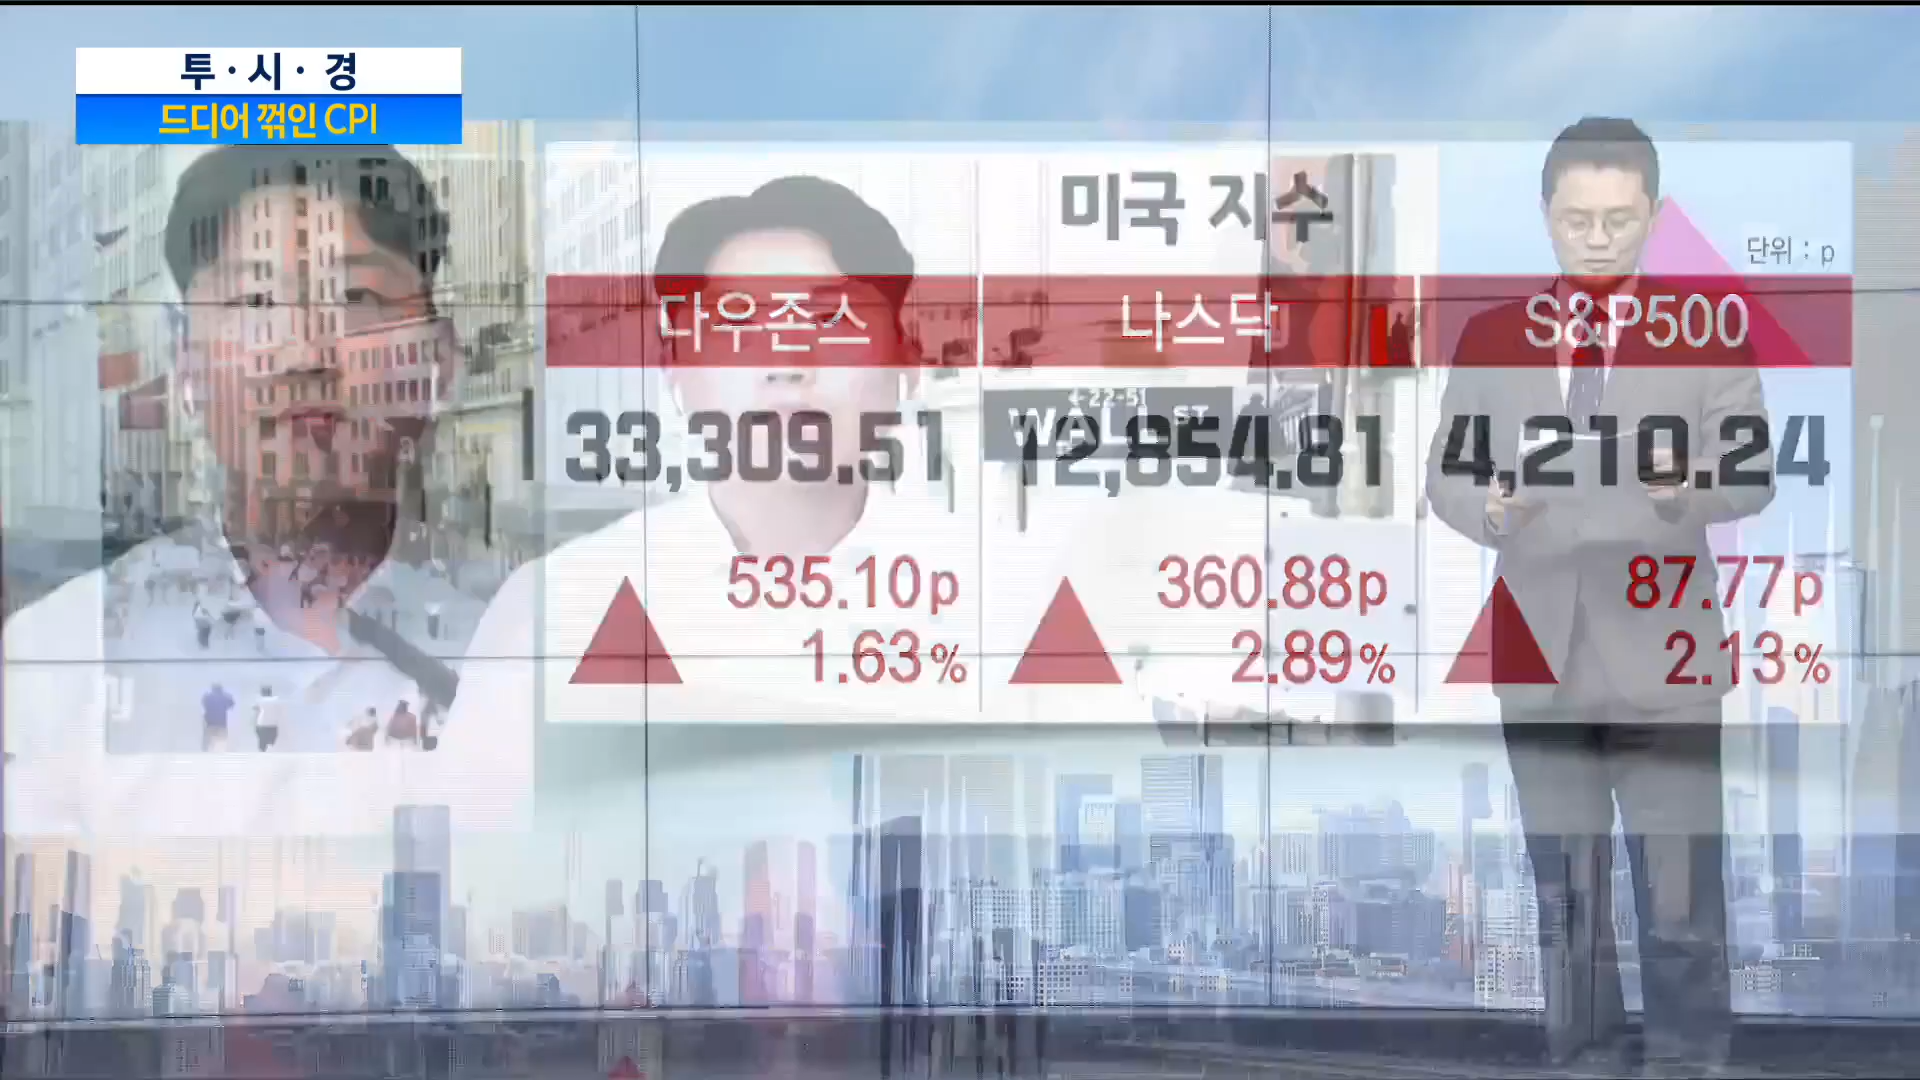 투·시·경
드디어 꺾인 CPI
미국 지수
단위 : p
다우존스
나스닥
S&P500
WALL ST
33,309.51
12,854.81
4,210.24
535.10p
360.88p
87.77p
1.63%
2.89%
2.13%